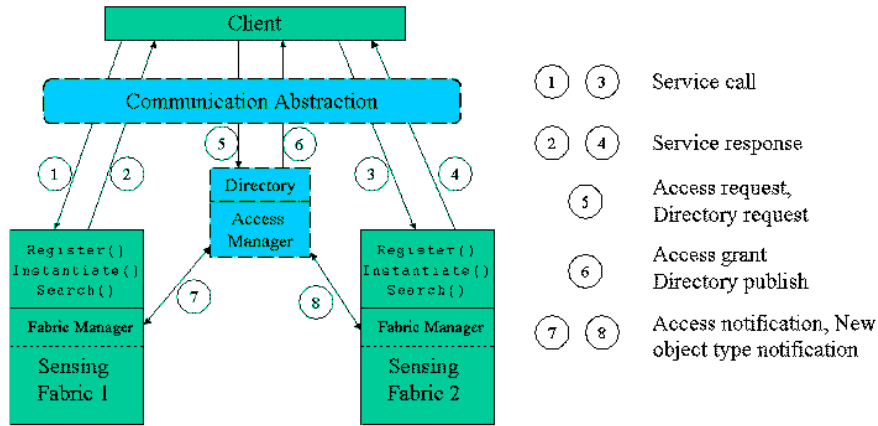 Client
Communication Abstraction
5
6
1
2
3
4
Directory
Access
Manager
Register()
Instantiate()
Search()
Fabric Manager
Sensing
Fabric 1
7
8
Register()
Instantiate()
Search()
Fabric Manager
Sensing
Fabric 2
1 3 Service call
2 4 Service response
5 Access request,
Directory request
6 Access grant
Directory publish
7 8 Access notification, New
object type notification